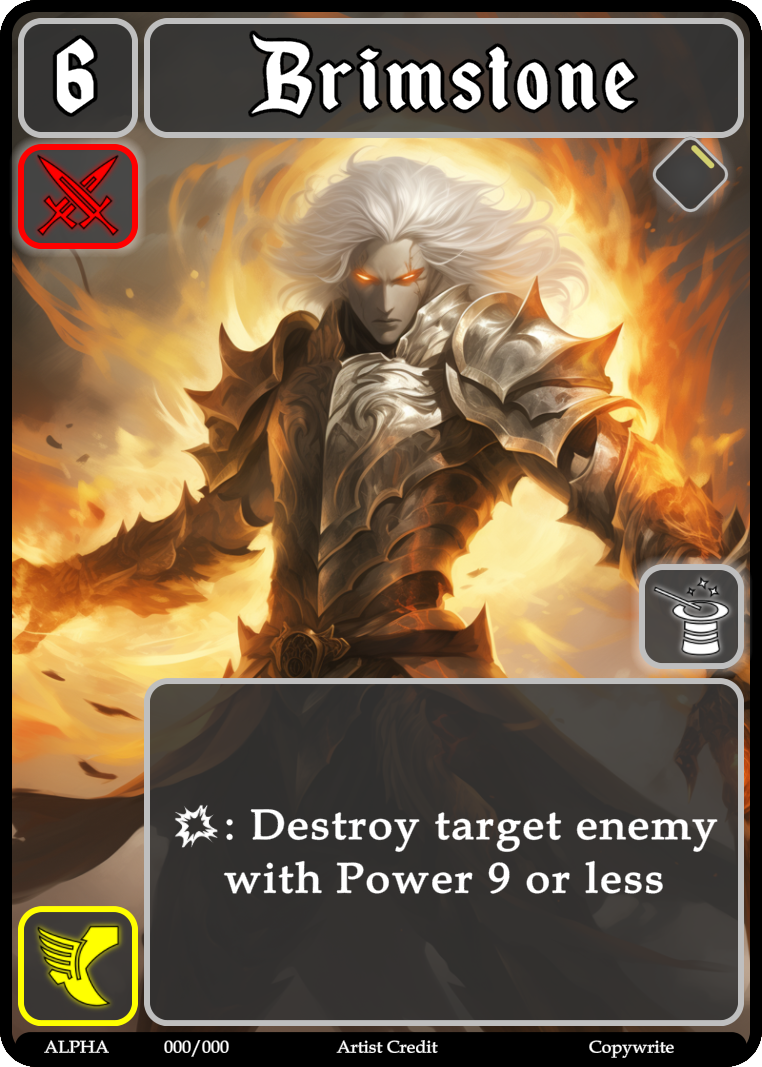 6 Brimstone
: Destroy target enemy
with Power 9 or less
ALPHA 000/000 Artist Credit Copywrite